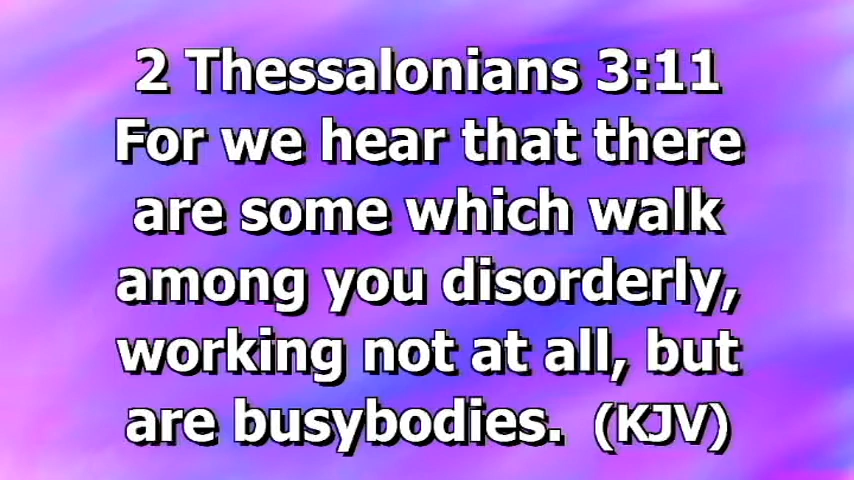 2 Thessalonians 3:11
For we hear that there
are some which walk
among you disorderly,
working not at all, but
are busybodies. (KJV)